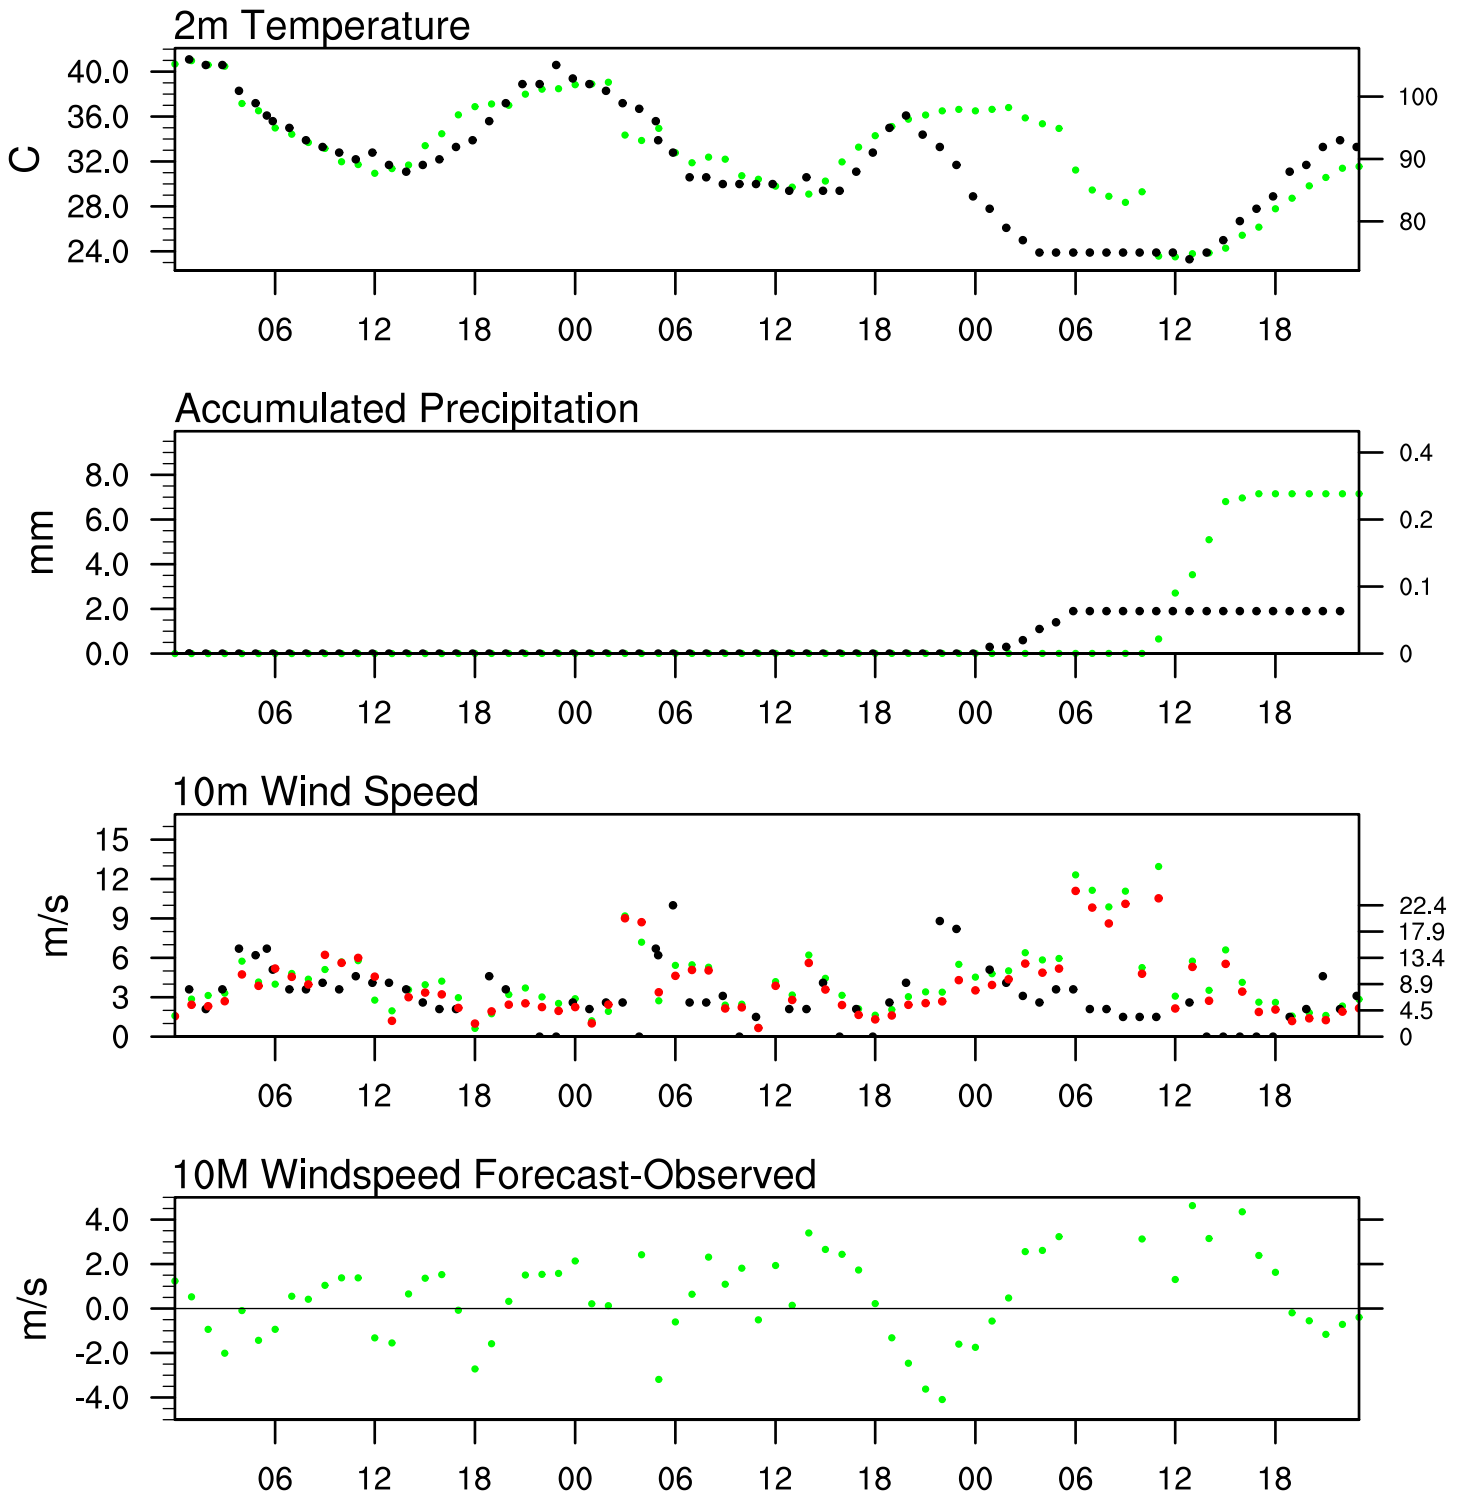 2m Temperature
40.0
36.0
32.0
28.0
24.0
C
100
90
80
06 12 18 00 06 12 18 00 06 12 18
Accumulated Precipitation
8.0
6.0
4.0
2.0
0.0
mm
0.4
0.2
0.1
0
06 12 18 00 06 12 18 00 06 12 18
10m Wind Speed
15
12
9
6
3
0
m/s
22.4
17.9
13.4
8.9
4.5
0
06 12 18 00 06 12 18 00 06 12 18
10M Windspeed Forecast-Observed
4.0
2.0
0.0
-2.0
-4.0
m/s
06 12 18 00 06 12 18 00 06 12 18